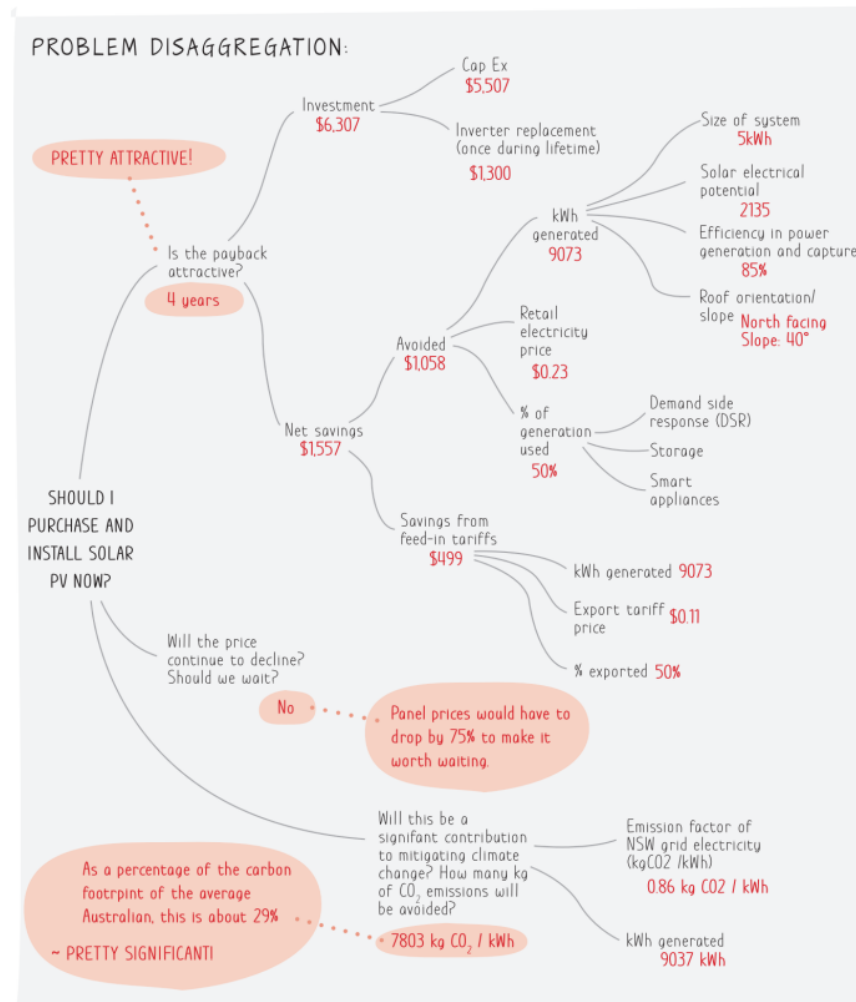 PROBLEM DISAGGREGATION:
Cap Ex
$5,507
Investment
$6,307
Inverter replacement
(once during lifetime)
$1,300
Size of system
5kWh
Solar electrical
potential
2135
Efficiency in power
generation and capture
85%
Roof orientation/
slope
North facing
Slope: 40°
kWh
generated
9073
PRETTY ATTRACTIVE!
Is the payback
attractive?
4 years
Retail
electricity
price
$0.23
Avoided
$1,058
% of
generation
used
50%
Demand side
response (DSR)
Storage
Smart
appliances
Net savings
$1,557
Savings from
feed-in tariffs
$499
kWh generated 9073
Export tariff
price
$0.11
% exported 50%
SHOULD I
PURCHASE AND
INSTALL SOLAR
PV NOW?
Will the price
continue to decline?
Should we wait?
No
Panel prices would have to
drop by 75% to make it
worth waiting.
Will this be a
signifant contribution
to mitigating climate
change? How many kg
of CO₂ emissions will
be avoided?
7803 kg CO₂ / kWh
Emission factor of
NSW grid electricity
(kgCO2 /kWh)
0.86 kg CO2 / kWh
kWh generated
9037 kWh
As a percentage of the carbon
footrpint of the average
Australian, this is about 29%
~ PRETTY SIGNIFICANTI